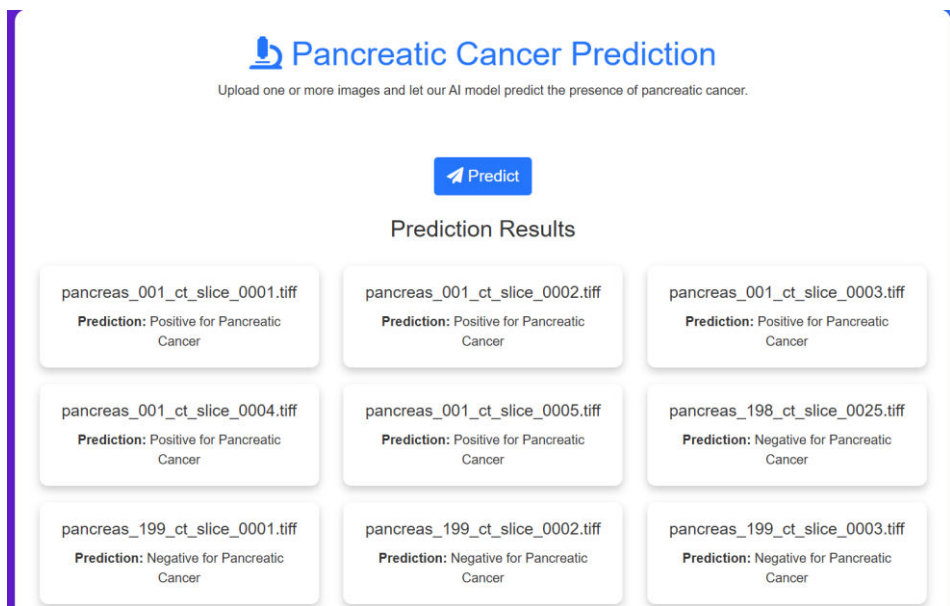 Pancreatic Cancer Prediction
Upload one or more images and let our AI model predict the presence of pancreatic cancer.
Predict
Prediction Results
pancreas_001_ct_slice_0001.tiff
Prediction: Positive for Pancreatic
Cancer
pancreas_001_ct_slice_0002.tiff
Prediction: Positive for Pancreatic
Cancer
pancreas_001_ct_slice_0003.tiff
Prediction: Positive for Pancreatic
Cancer
pancreas_001_ct_slice_0004.tiff
Prediction: Positive for Pancreatic
Cancer
pancreas_001_ct_slice_0005.tiff
Prediction: Positive for Pancreatic
Cancer
pancreas_198_ct_slice_0025.tiff
Prediction: Negative for Pancreatic
Cancer
pancreas_199_ct_slice_0001.tiff
Prediction: Negative for Pancreatic
Cancer
pancreas_199_ct_slice_0002.tiff
Prediction: Negative for Pancreatic
Cancer
pancreas_199_ct_slice_0003.tiff
Prediction: Negative for Pancreatic
Cancer